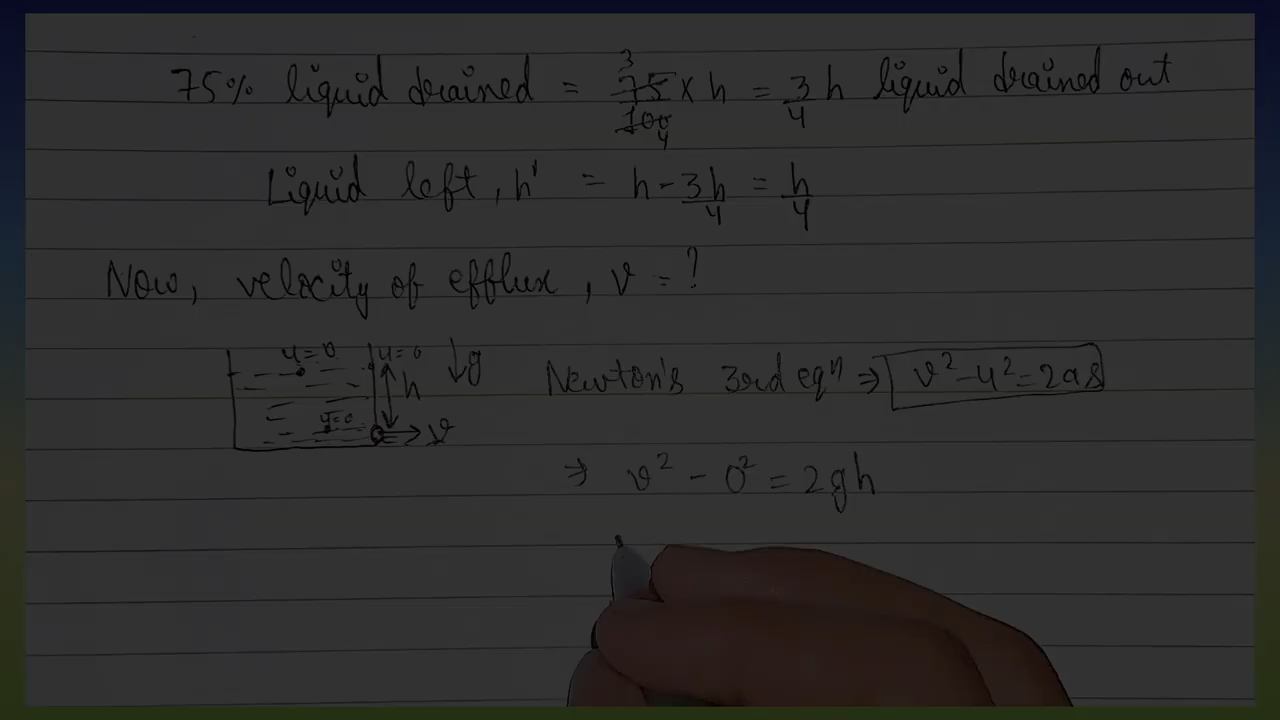 75% liquid drained = 3 75/100 4 × h = 3/4 h liquid drained out
Liquid left, h' = h - 3h/4 = h/4
Now, velocity of efflux, v = ?
u=0 u=0 ↓g
h
u=0
v
Newton's 3rd eqn ⇒ v² - u² = 2as
⇒ v² - 0² = 2gh